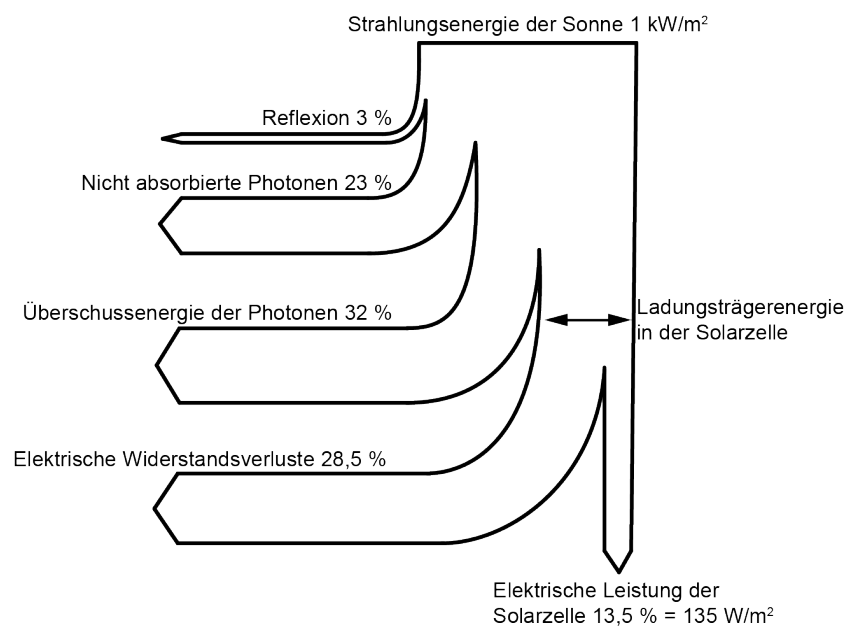 Strahlungsenergie der Sonne 1 kW/m²
Reflexion 3 %
Nicht absorbierte Photonen 23 %
Überschussenergie der Photonen 32 %
Ladungsträgerenergie
in der Solarzelle
Elektrische Widerstandsverluste 28,5 %
Elektrische Leistung der
Solarzelle 13,5 % = 135 W/m²